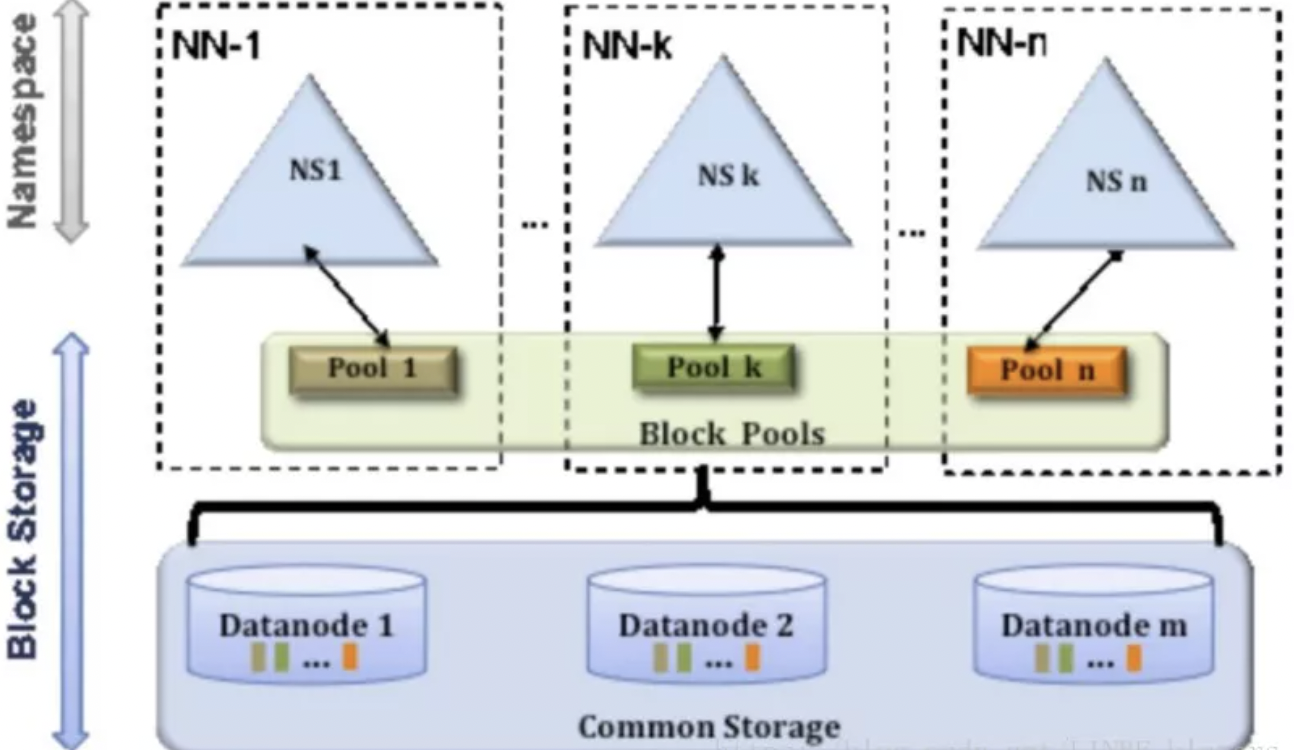 Namespace
NN-1
NN-k
NN-n
NS1
NS k
NS n
...
...
Block Storage
Pool 1
Pool k
Pool n
Block Pools
Datanode 1
...
Datanode 2
...
Datanode m
...
Common Storage